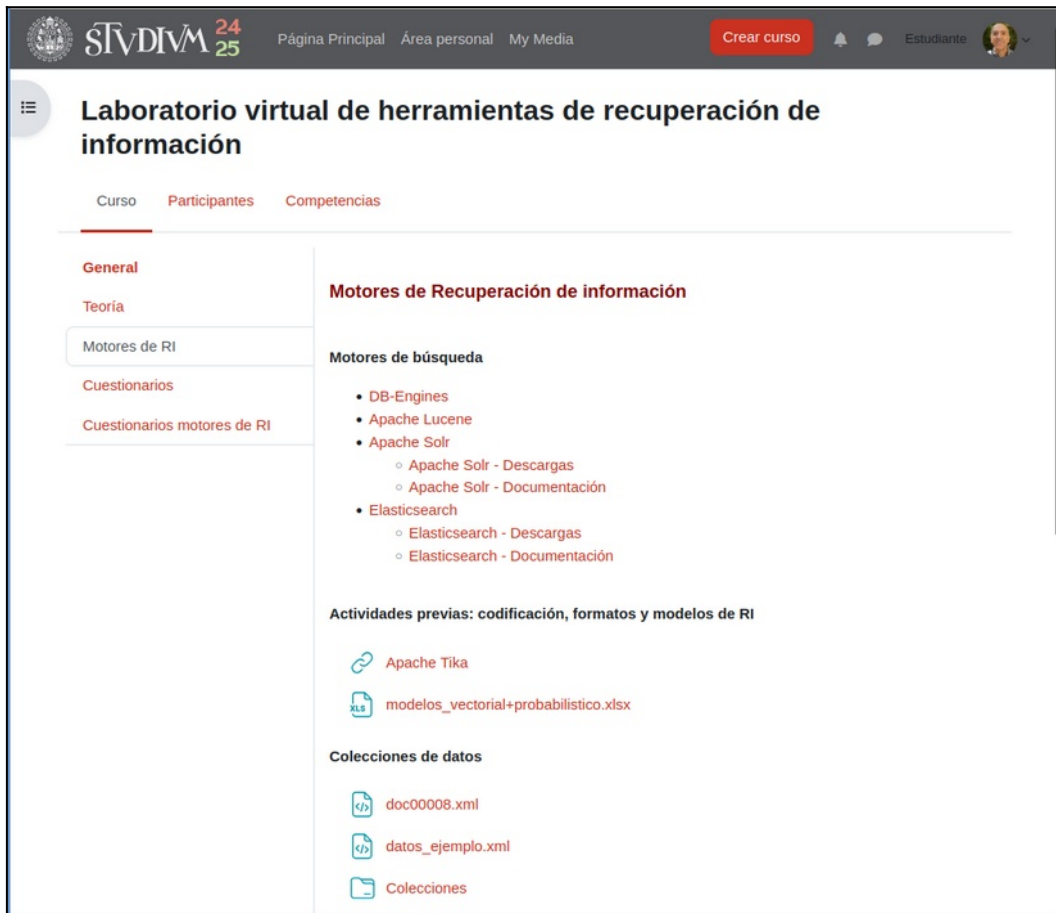 STVDIVM 24 25
Página Principal Área personal My Media Crear curso Estudiante
Laboratorio virtual de herramientas de recuperación de
información
Curso Participantes Competencias
General
Teoría
Motores de RI
Cuestionarios
Cuestionarios motores de RI
Motores de Recuperación de información
Motores de búsqueda
DB-Engines
Apache Lucene
Apache Solr
Apache Solr - Descargas
Apache Solr - Documentación
Elasticsearch
Elasticsearch - Descargas
Elasticsearch - Documentación
Actividades previas: codificación, formatos y modelos de RI
Apache Tika
XLS modelos_vectorial+probabilistico.xlsx
Colecciones de datos
doc00008.xml
datos_ejemplo.xml
Colecciones